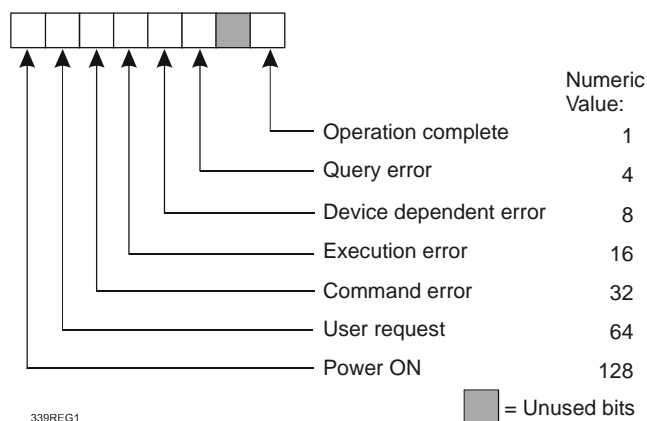 Numeric
Value:
Operation complete 1
Query error 4
Device dependent error 8
Execution error 16
Command error 32
User request 64
Power ON 128
= Unused bits
339REG1